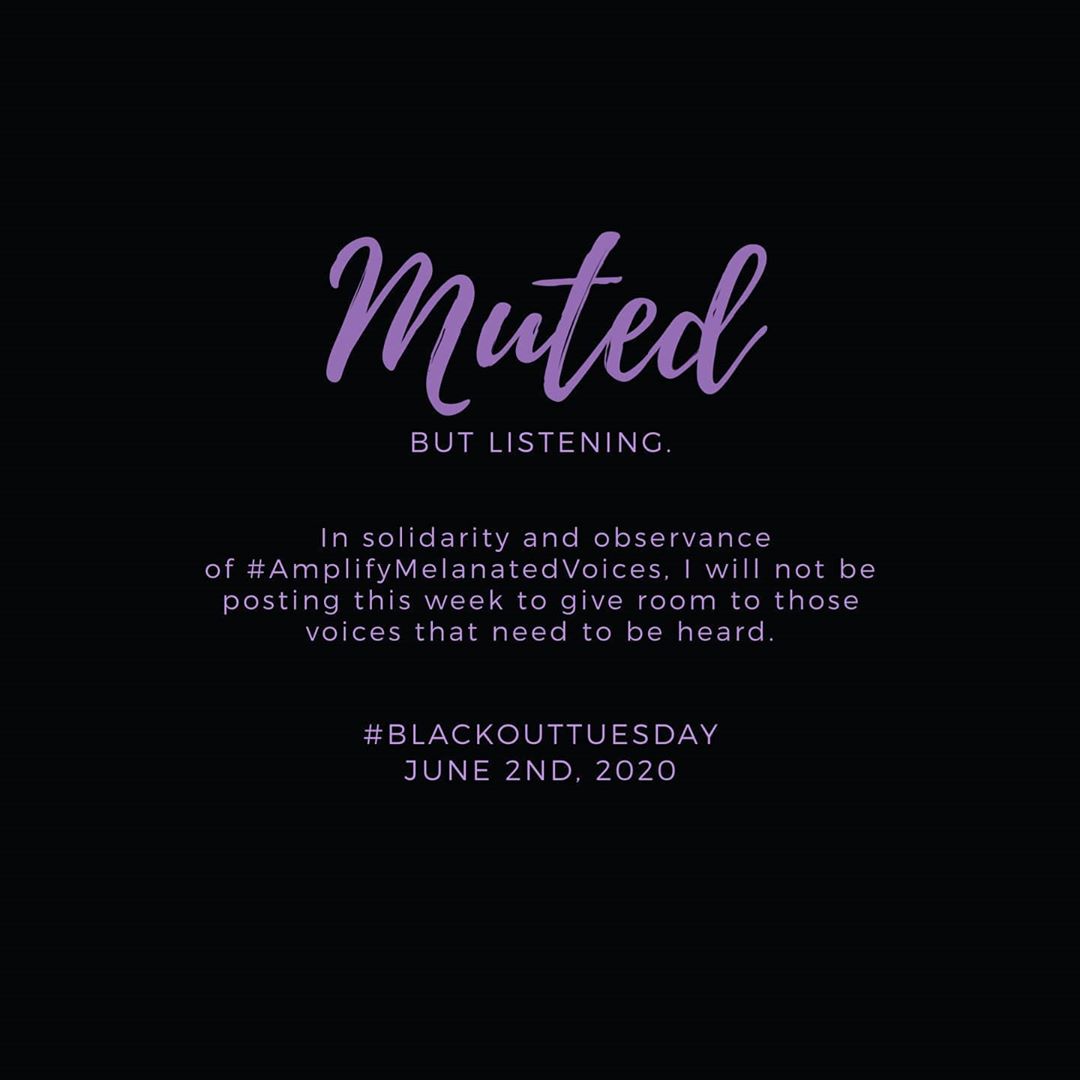 Muted
BUT LISTENING.
In solidarity and observance
of #AmplifyMelanatedVoices, I will not be
posting this week to give room to those
voices that need to be heard.
#BLACKOUTTUESDAY
JUNE 2ND, 2020